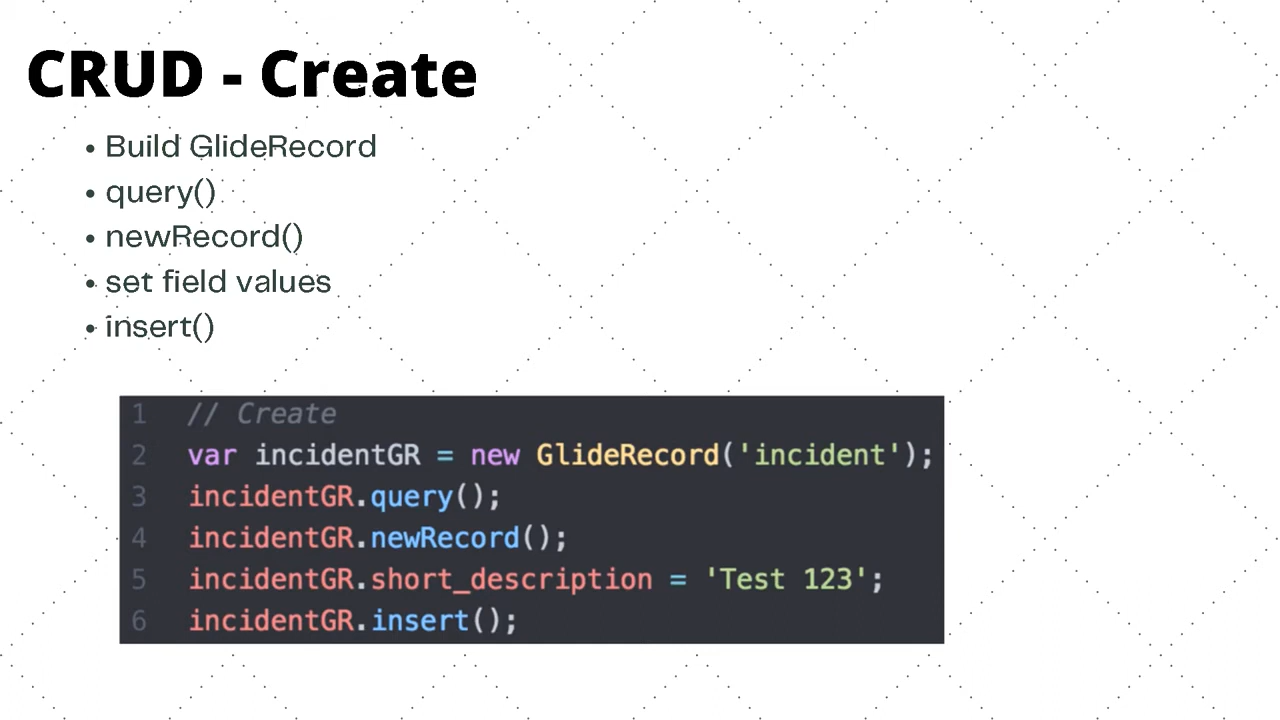 CRUD - Create
• Build GlideRecord
• query()
• newRecord()
• set field values
• insert()
1 // Create
2 var incidentGR = new GlideRecord('incident');
3 incidentGR.query();
4 incidentGR.newRecord();
5 incidentGR.short_description = 'Test 123';
6 incidentGR.insert();